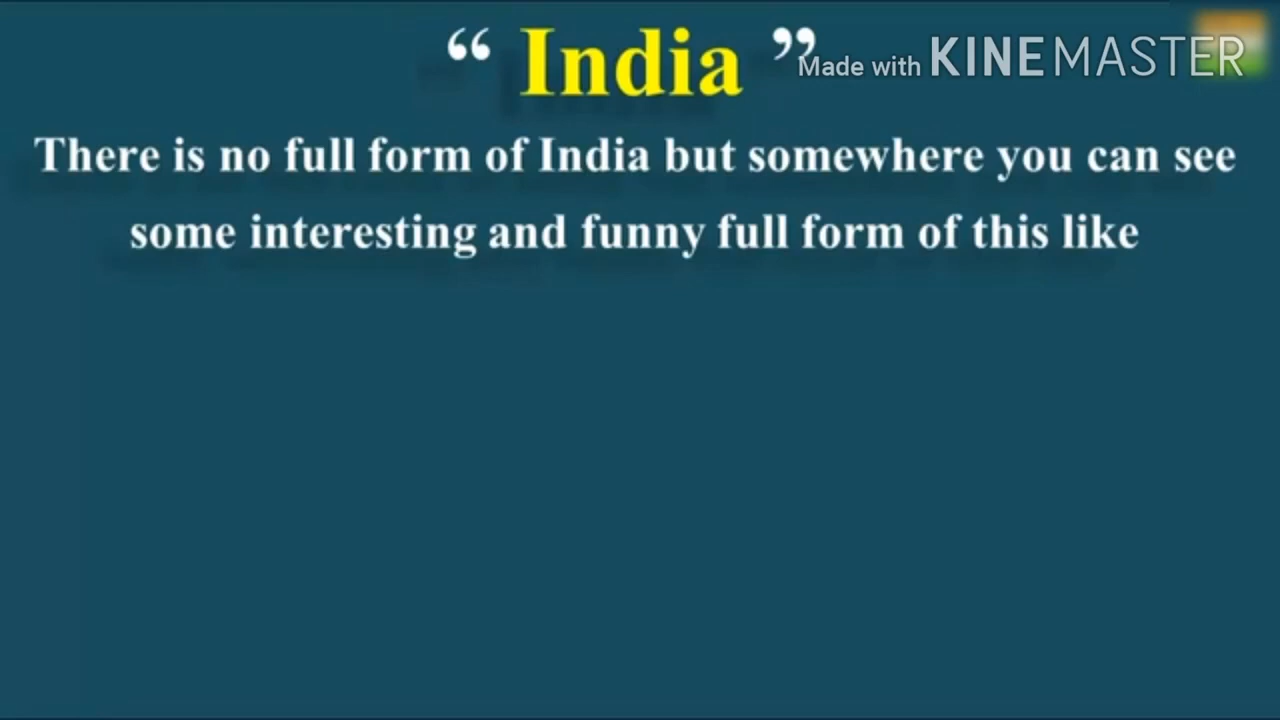 “ India ”
Made with KINEMASTER
There is no full form of India but somewhere you can see
some interesting and funny full form of this like